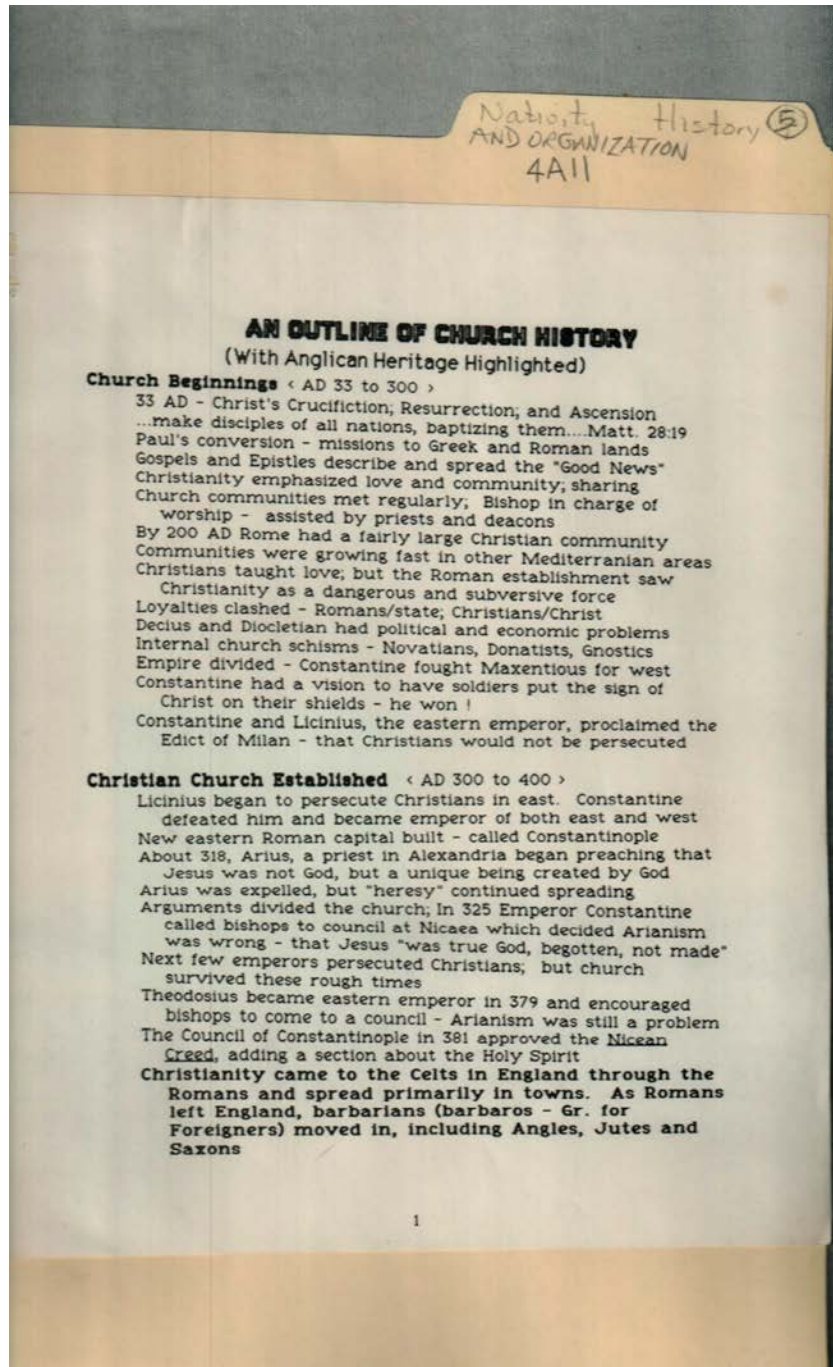 Nativity History ⑤
AND ORGANIZATION
4A11
AN OUTLINE OF CHURCH HISTORY
(With Anglican Heritage Highlighted)
Church Beginnings < AD 33 to 300 >
33 AD - Christ's Crucifiction; Resurrection; and Ascension
...make disciples of all nations, baptizing them....Matt. 28:19
Paul's conversion - missions to Greek and Roman lands
Gospels and Epistles describe and spread the "Good News"
Christianity emphasized love and community; sharing
Church communities met regularly; Bishop in charge of
worship - assisted by priests and deacons
By 200 AD Rome had a fairly large Christian community
Communities were growing fast in other Mediterranian areas
Christians taught love; but the Roman establishment saw
Christianity as a dangerous and subversive force
Loyalties clashed - Romans/state; Christians/Christ
Decius and Diocletian had political and economic problems
Internal church schisms - Novatians, Donatists, Gnostics
Empire divided - Constantine fought Maxentious for west
Constantine had a vision to have soldiers put the sign of
Christ on their shields - he won !
Constantine and Licinius, the eastern emperor, proclaimed the
Edict of Milan - that Christians would not be persecuted
Christian Church Established < AD 300 to 400 >
Licinius began to persecute Christians in east. Constantine
defeated him and became emperor of both east and west
New eastern Roman capital built - called Constantinople
About 318, Arius, a priest in Alexandria began preaching that
Jesus was not God, but a unique being created by God
Arius was expelled, but "heresy" continued spreading
Arguments divided the church; In 325 Emperor Constantine
called bishops to council at Nicaea which decided Arianism
was wrong - that Jesus "was true God, begotten, not made"
Next few emperors persecuted Christians; but church
survived these rough times
Theodosius became eastern emperor in 379 and encouraged
bishops to come to a council - Arianism was still a problem
The Council of Constantinople in 381 approved the Nicean
Creed, adding a section about the Holy Spirit
Christianity came to the Celts in England through the
Romans and spread primarily in towns. As Romans
left England, barbarians (barbaros - Gr. for
Foreigners) moved in, including Angles, Jutes and
Saxons
1